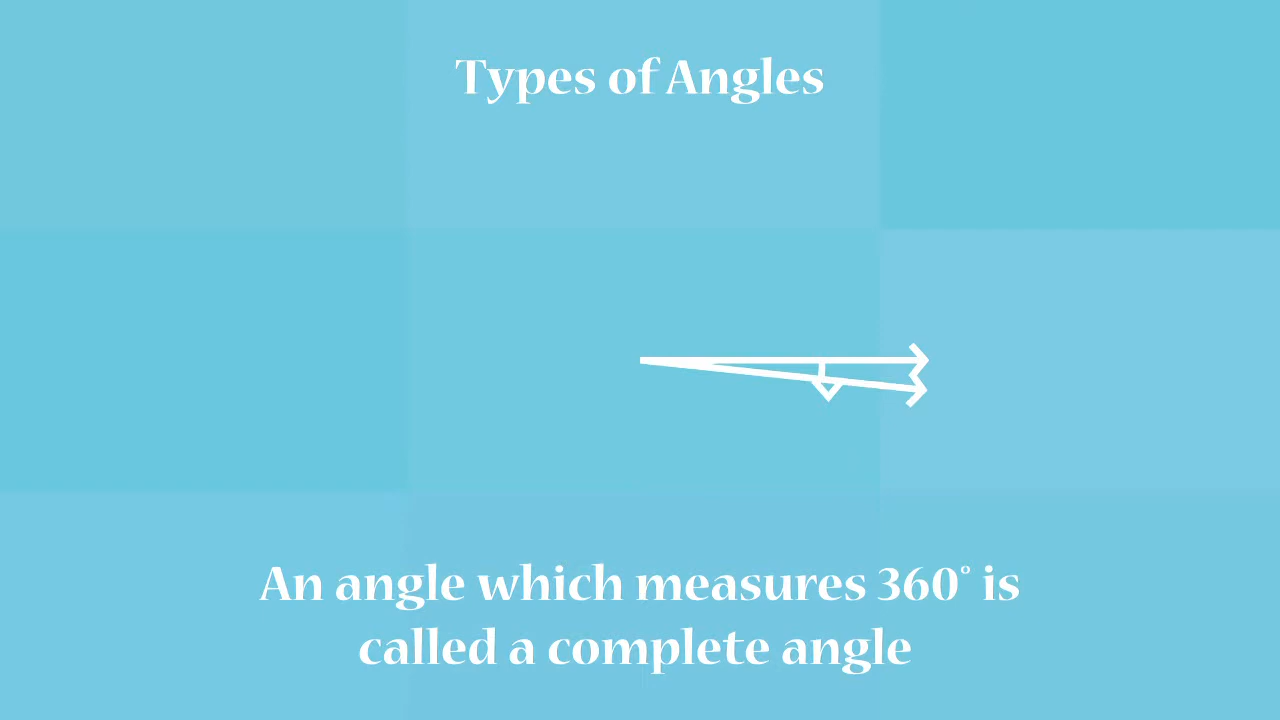 Types of Angles
An angle which measures 360° is
called a complete angle